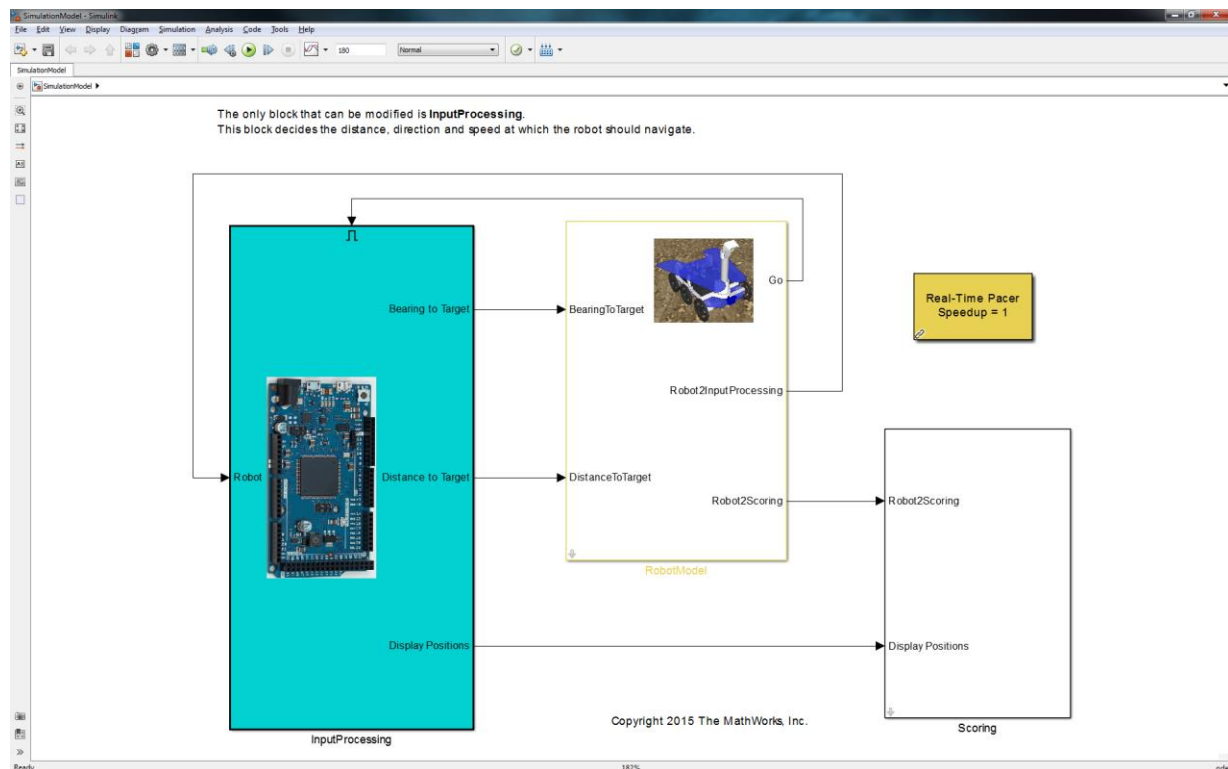 SimulationModel - Simulink
File Edit View Display Diagram Simulation Analysis Code Tools Help
180
Normal
SimulationModel
SimulationModel
The only block that can be modified is InputProcessing.
This block decides the distance, direction and speed at which the robot should navigate.
Go
Real-Time Pacer
Speedup = 1
Bearing to Target
BearingToTarget
Robot2InputProcessing
Robot
Distance to Target
DistanceToTarget
Robot2Scoring
Robot2Scoring
RobotModel
Display Positions
Display Positions
Copyright 2015 The MathWorks, Inc.
Scoring
InputProcessing
Ready
182%